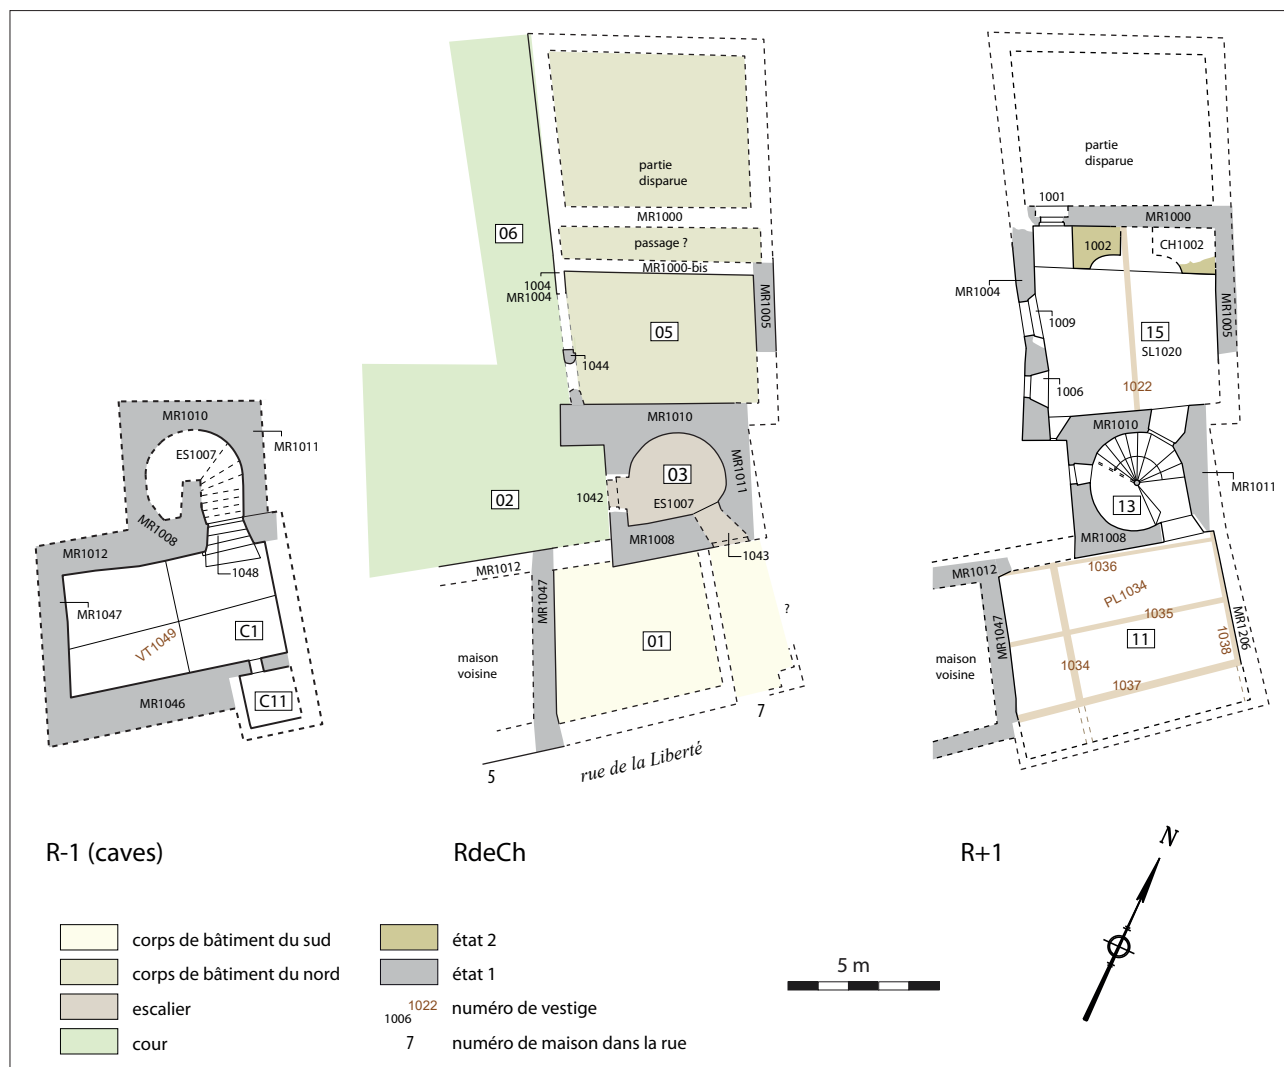 MR1010
ES1007
MR1011
MR1008
MR1012
1048
MR1047
VT1049
C1
C11
MR1046
partie
disparue
MR1000
06
passage ?
MR1000-bis
1004
MR1004
MR1005
05
1044
MR1010
03
MR1011
1042
02
ES1007
MR1008
1043
MR1012
MR1047
?
01
maison
voisine
7
rue de la Liberté
5
partie
disparue
1001
MR1000
1002
CH1002
MR1004
MR1005
1009
15
SL1020
1006
1022
MR1010
MR1011
13
MR1008
MR1012
1036
PL1034
MR1047
1035
MR1206
11
1038
maison
voisine
1034
1037
R-1 (caves)
RdeCh
R+1
N
corps de bâtiment du sud
corps de bâtiment du nord
escalier
cour
état 2
état 1
1022
1006
numéro de vestige
7
numéro de maison dans la rue
5 m